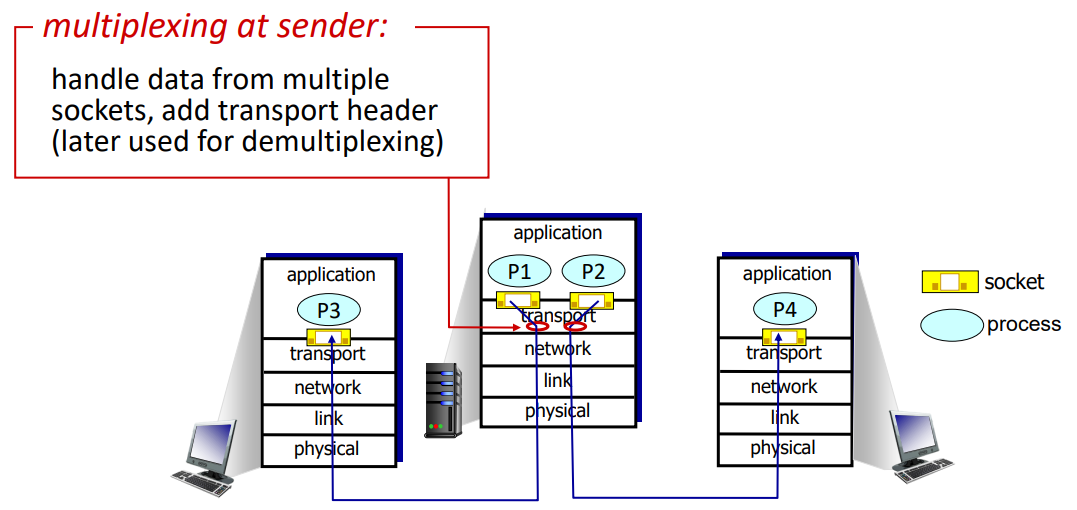 multiplexing at sender:
handle data from multiple
sockets, add transport header
(later used for demultiplexing)
application
P3
transport
network
link
physical
application
P1 P2
transport
network
link
physical
application
P4
transport
network
link
physical
socket
process